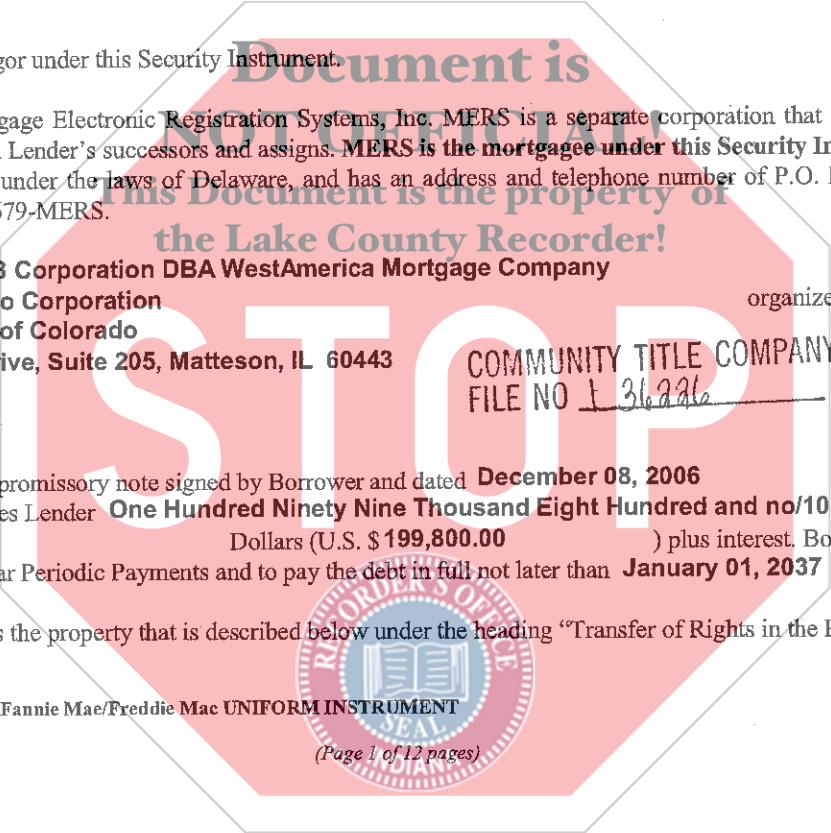 gor under this Security Instrument.
Document is
NOT OFFICIAL!
gage Electronic Registration Systems, Inc. MERS is a separate corporation that
Lender's successors and assigns. MERS is the mortgagee under this Security In
under the laws of Delaware, and has an address and telephone number of P.O.
This Document is the property of
679-MERS.
the Lake County Recorder!
Corporation DBA WestAmerica Mortgage Company
o Corporation
organize
of Colorado
ive, Suite 205, Matteson, IL 60443
STOP
COMMUNITY TITLE COMPANY
FILE NO L 36226
promissory note signed by Borrower and dated December 08, 2006
es Lender One Hundred Ninety Nine Thousand Eight Hundred and no/10
Dollars (U.S. $ 199,800.00 ) plus interest. Bo
ar Periodic Payments and to pay the debt in full not later than January 01, 2037
s the property that is described below under the heading "Transfer of Rights in the
RECORDER'S OFFICE
SEAL
INDIANA
Fannie Mae/Freddie Mac UNIFORM INSTRUMENT
(Page 1 of 12 pages)